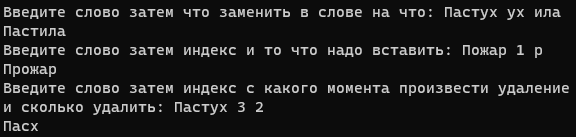 Введите слово затем что заменить в слове на что: Пастух ух ила
Пастила
Введите слово затем индекс и то что надо вставить: Пожар 1 р
Прожар
Введите слово затем индекс с какого момента произвести удаление
и сколько удалить: Пастух 3 2
Пасх